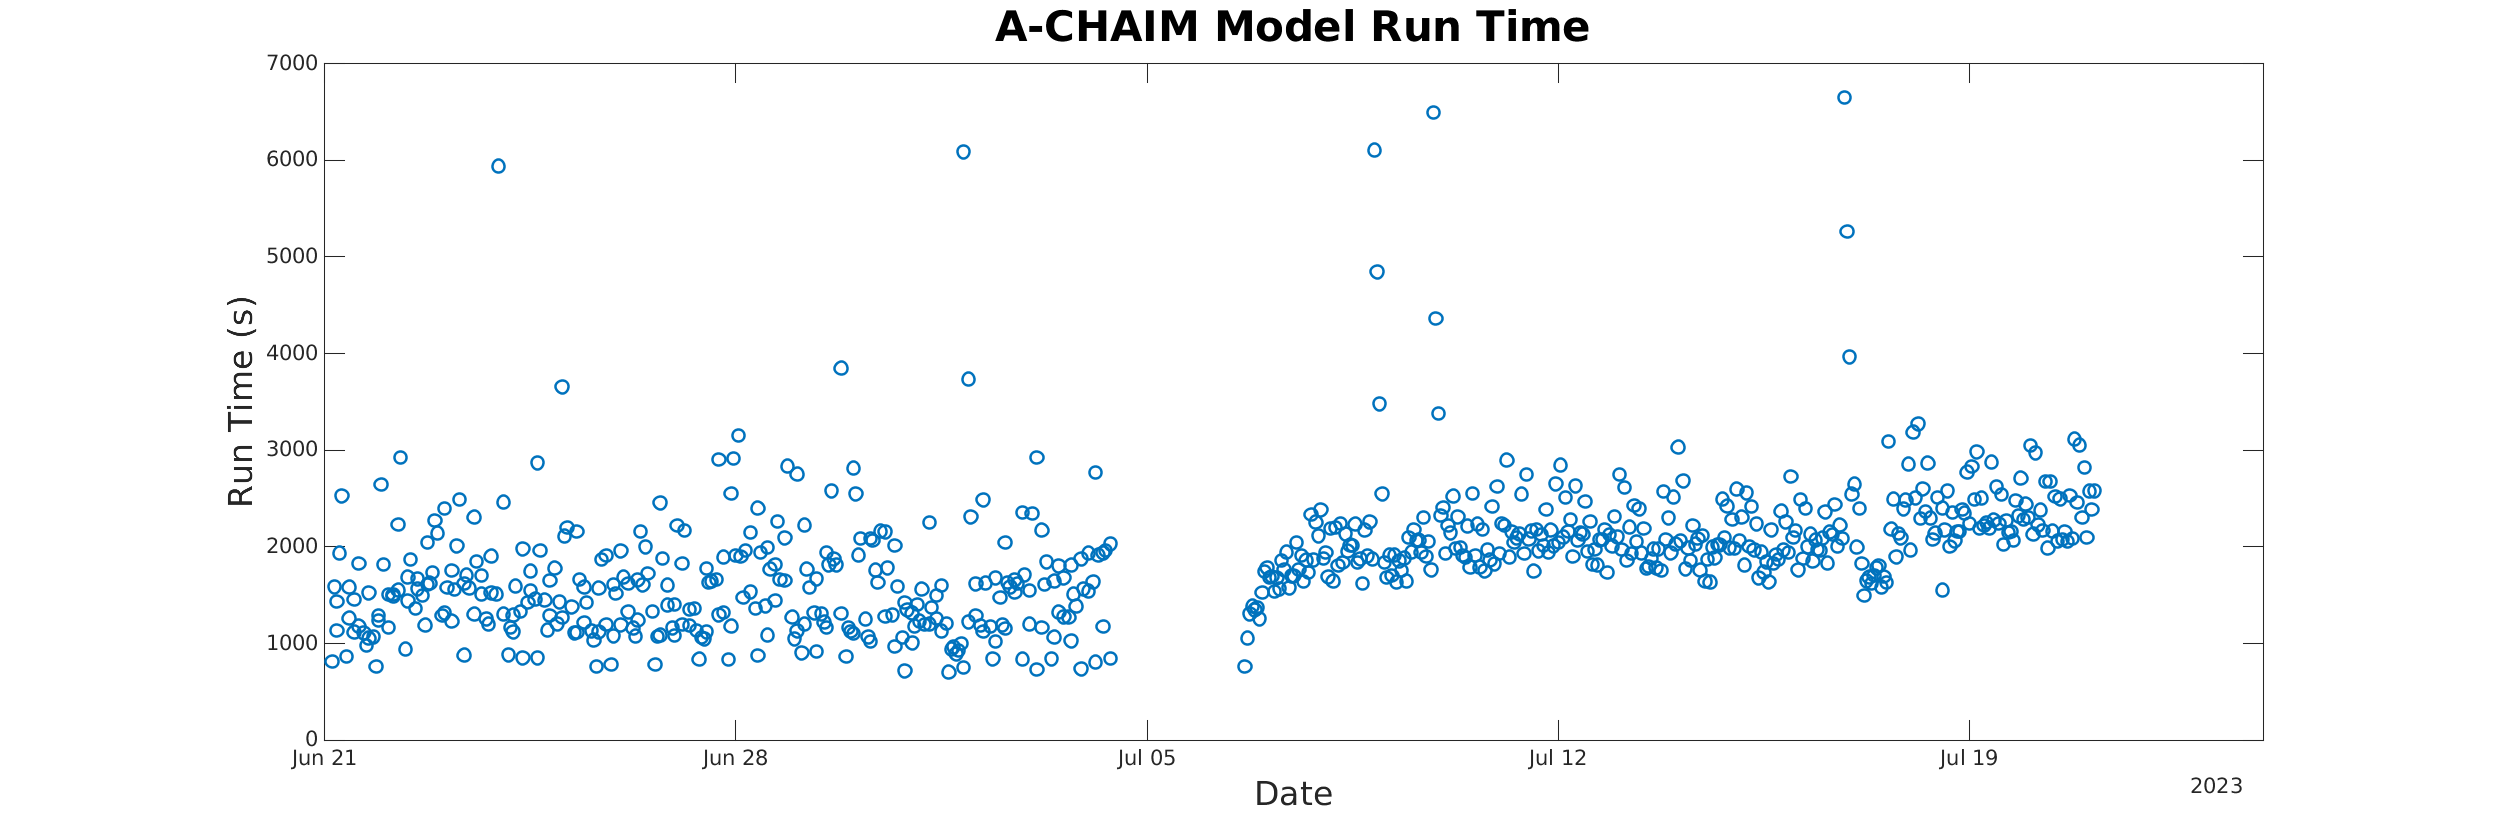 A-CHAIM Model Run Time
Run Time (s)
7000
6000
5000
4000
3000
2000
1000
0
Jun 21
Jun 28
Jul 05
Jul 12
Jul 19
2023
Date